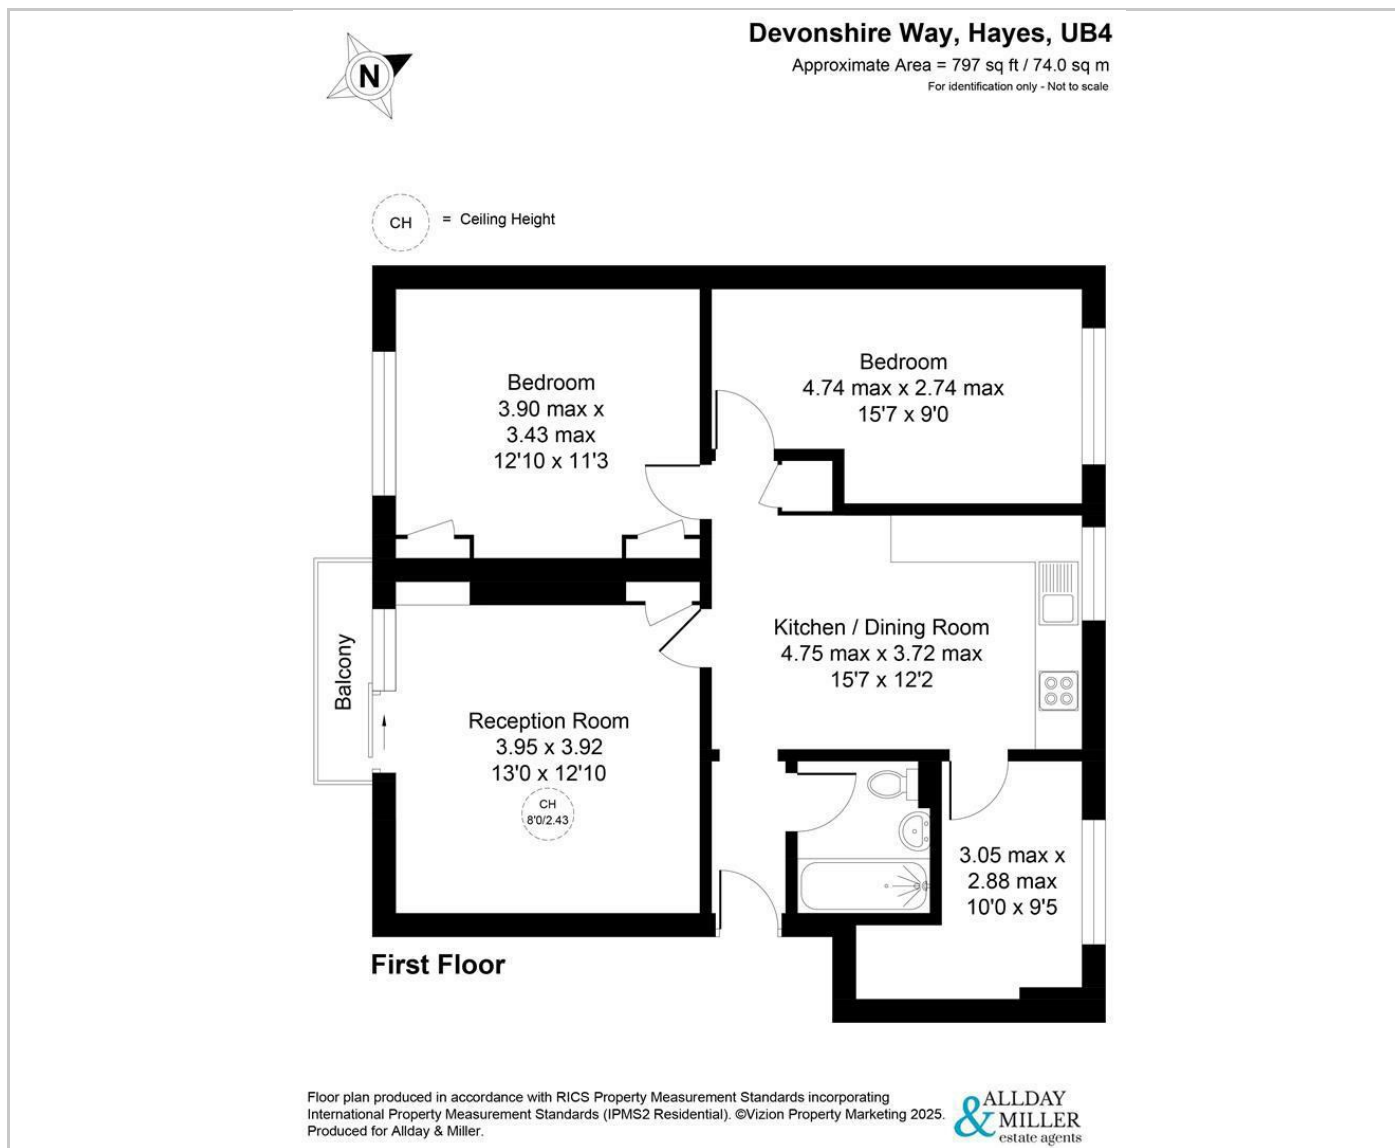 Devonshire Way, Hayes, UB4
Approximate Area = 797 sq ft / 74.0 sq m
For identification only - Not to scale
N
CH = Ceiling Height
Bedroom
3.90 max x
3.43 max
12'10 x 11'3
Bedroom
4.74 max x 2.74 max
15'7 x 9'0
Balcony
Reception Room
3.95 x 3.92
13'0 x 12'10
CH
8'0/2.43
Kitchen / Dining Room
4.75 max x 3.72 max
15'7 x 12'2
3.05 max x
2.88 max
10'0 x 9'5
First Floor
Floor plan produced in accordance with RICS Property Measurement Standards incorporating
International Property Measurement Standards (IPMS2 Residential). ©Vizion Property Marketing 2025.
Produced for Allday & Miller.
ALLDAY
& MILLER
estate agents